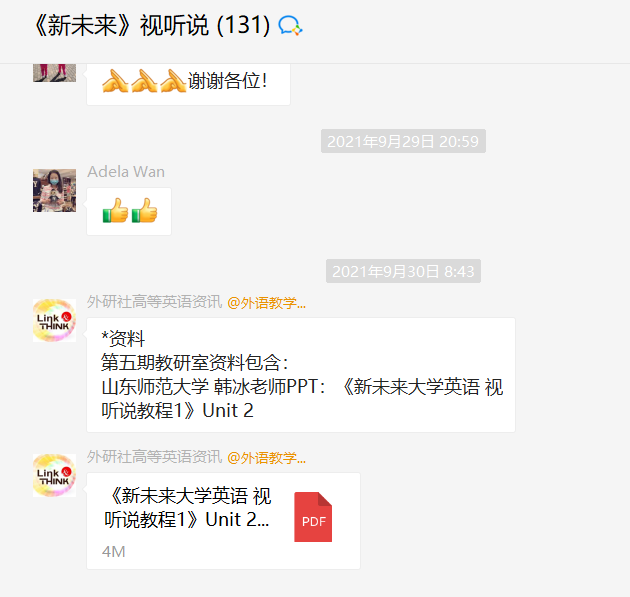 《新未来》视听说 (131)
谢谢各位！
2021年9月29日 20:59
Adela Wan
2021年9月30日 8:43
外研社高等英语资讯 @外语教学...
Link
THINK
*资料
第五期教研室资料包含：
山东师范大学 韩冰老师PPT：《新未来大学英语 视
听说教程1》Unit 2
外研社高等英语资讯 @外语教学...
Link
THINK
《新未来大学英语 视
听说教程1》Unit 2...
PDF
4M